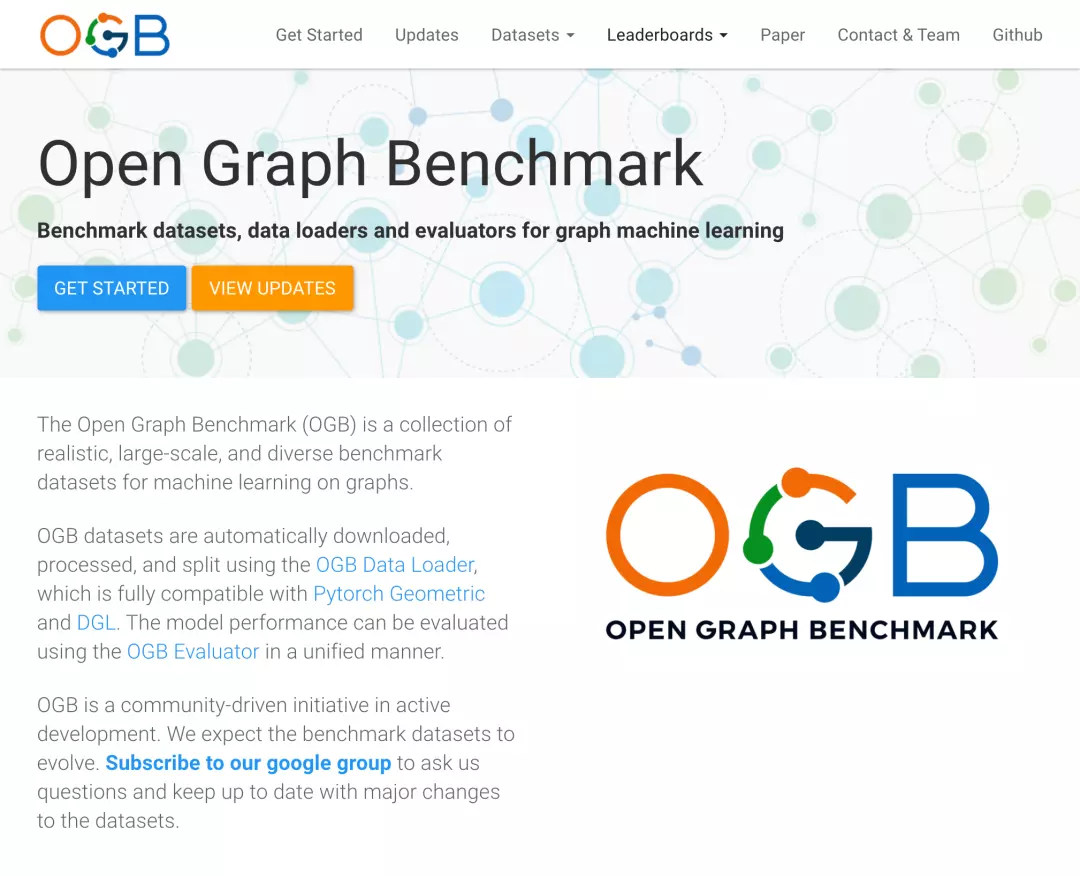 OGB
Get Started Updates Datasets Leaderboards Paper Contact & Team Github
Open Graph Benchmark
Benchmark datasets, data loaders and evaluators for graph machine learning
GET STARTED VIEW UPDATES
The Open Graph Benchmark (OGB) is a collection of
realistic, large-scale, and diverse benchmark
datasets for machine learning on graphs.
OGB datasets are automatically downloaded,
processed, and split using the OGB Data Loader,
which is fully compatible with Pytorch Geometric
and DGL. The model performance can be evaluated
using the OGB Evaluator in a unified manner.
OGB is a community-driven initiative in active
development. We expect the benchmark datasets to
evolve. Subscribe to our google group to ask us
questions and keep up to date with major changes
to the datasets.
OGB
OPEN GRAPH BENCHMARK